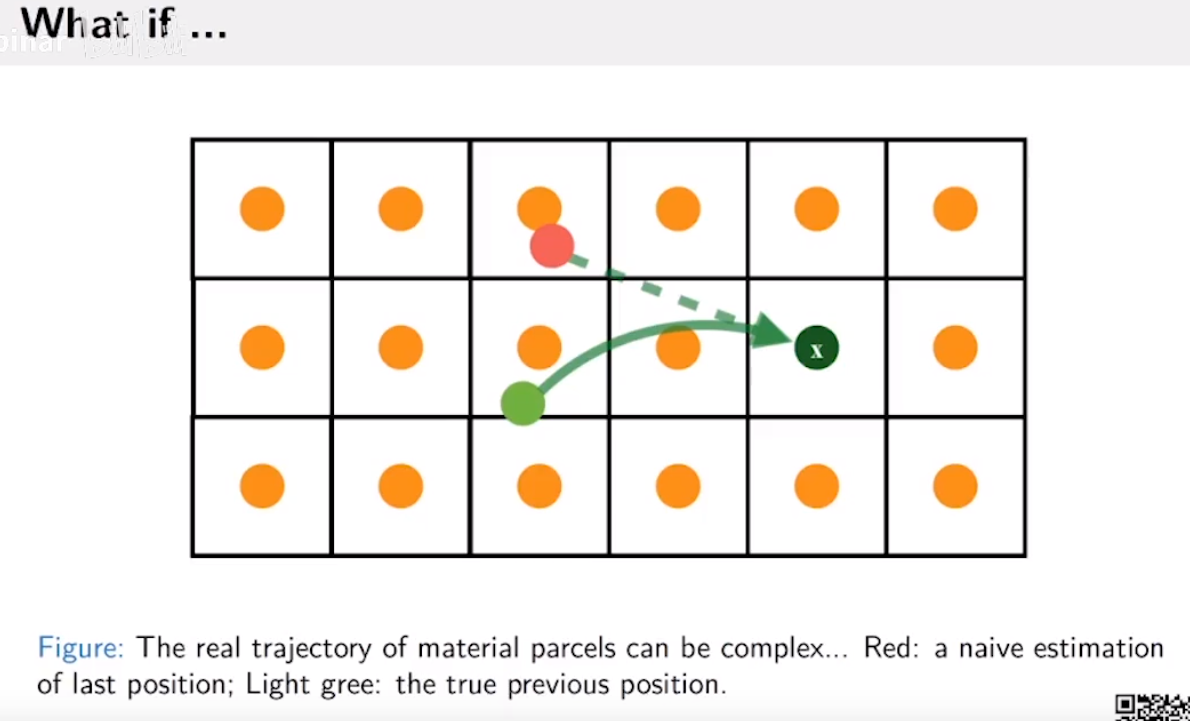 What if ...
x
Figure: The real trajectory of material parcels can be complex... Red: a naive estimation
of last position; Light gree: the true previous position.